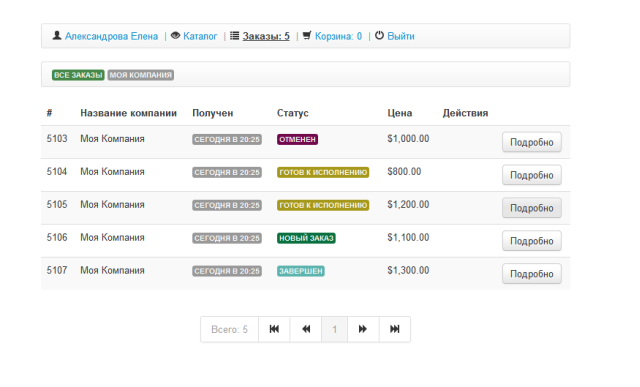 Александрова Елена | Каталог | Заказы: 5 | Корзина: 0 | Выйти
ВСЕ ЗАКАЗЫ МОЯ КОМПАНИЯ
# Название компании Получен Статус Цена Действия
5103 Моя Компания СЕГОДНЯ В 20:25 ОТМЕНЕН $1,000.00 Подробно
5104 Моя Компания СЕГОДНЯ В 20:25 ГОТОВ К ИСПОЛНЕНИЮ $800.00 Подробно
5105 Моя Компания СЕГОДНЯ В 20:25 ГОТОВ К ИСПОЛНЕНИЮ $1,200.00 Подробно
5106 Моя Компания СЕГОДНЯ В 20:25 НОВЫЙ ЗАКАЗ $1,100.00 Подробно
5107 Моя Компания СЕГОДНЯ В 20:25 ЗАВЕРШЕН $1,300.00 Подробно
Всего: 5 1